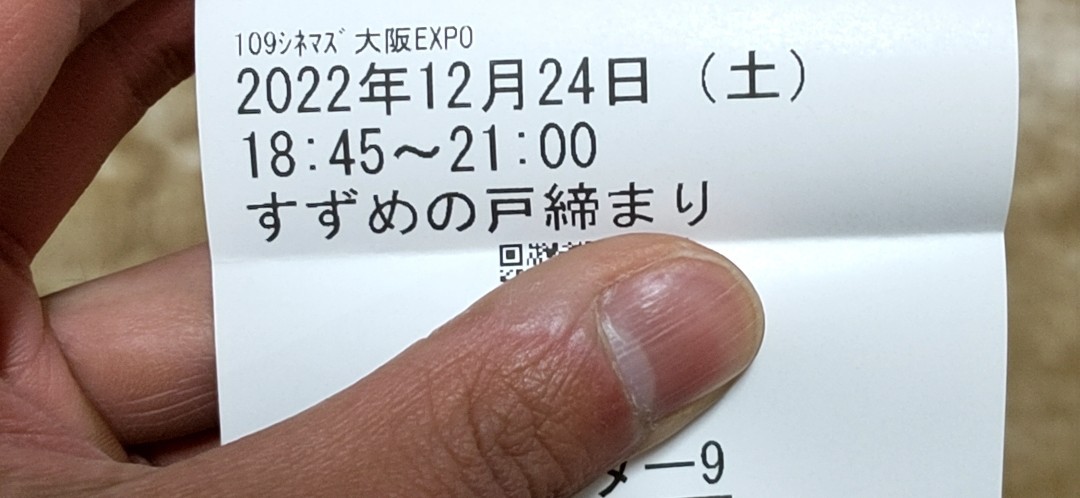 109ｼﾈﾏｽﾞ 大阪EXPO
2022年12月24日 （土）
18:45～21:00
すずめの戸締まり
－9